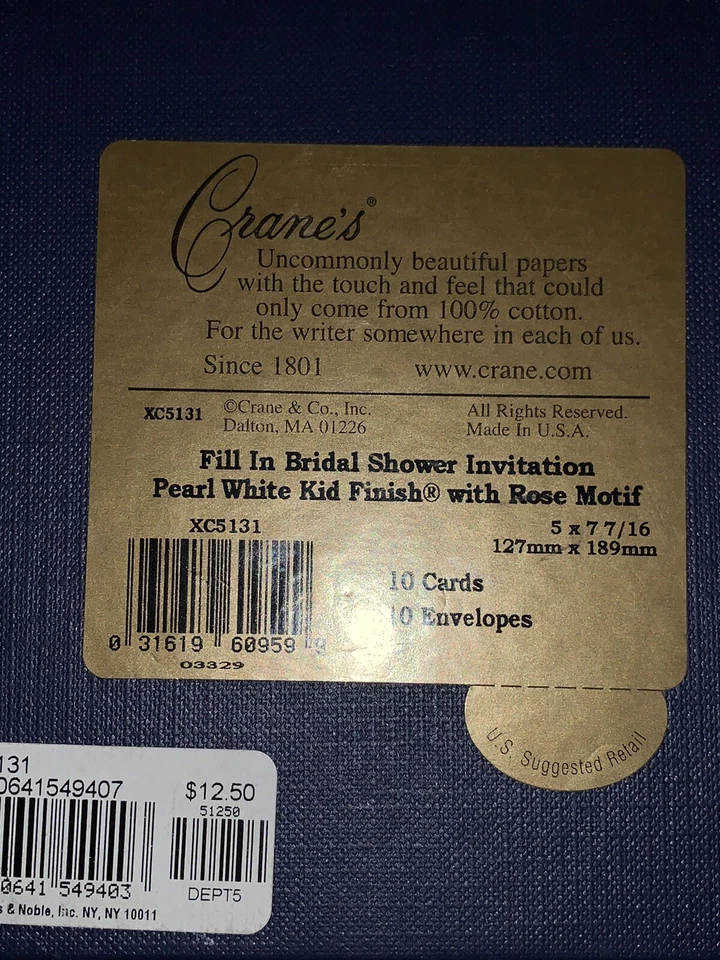 Crane's®
Uncommonly beautiful papers
with the touch and feel that could
only come from 100% cotton.
For the writer somewhere in each of us.
Since 1801 www.crane.com
XC5131 ©Crane & Co., Inc. All Rights Reserved.
Dalton, MA 01226 Made In U.S.A.
Fill In Bridal Shower Invitation
Pearl White Kid Finish® with Rose Motif
XC5131 5 x 7 7/16
127mm x 189mm
10 Cards
10 Envelopes
0 31619 60959 9
03329
U.S. Suggested Retail
131
0641549407 $12.50
51250
0641 549403 DEPT5
s & Noble, Inc. NY, NY 10011